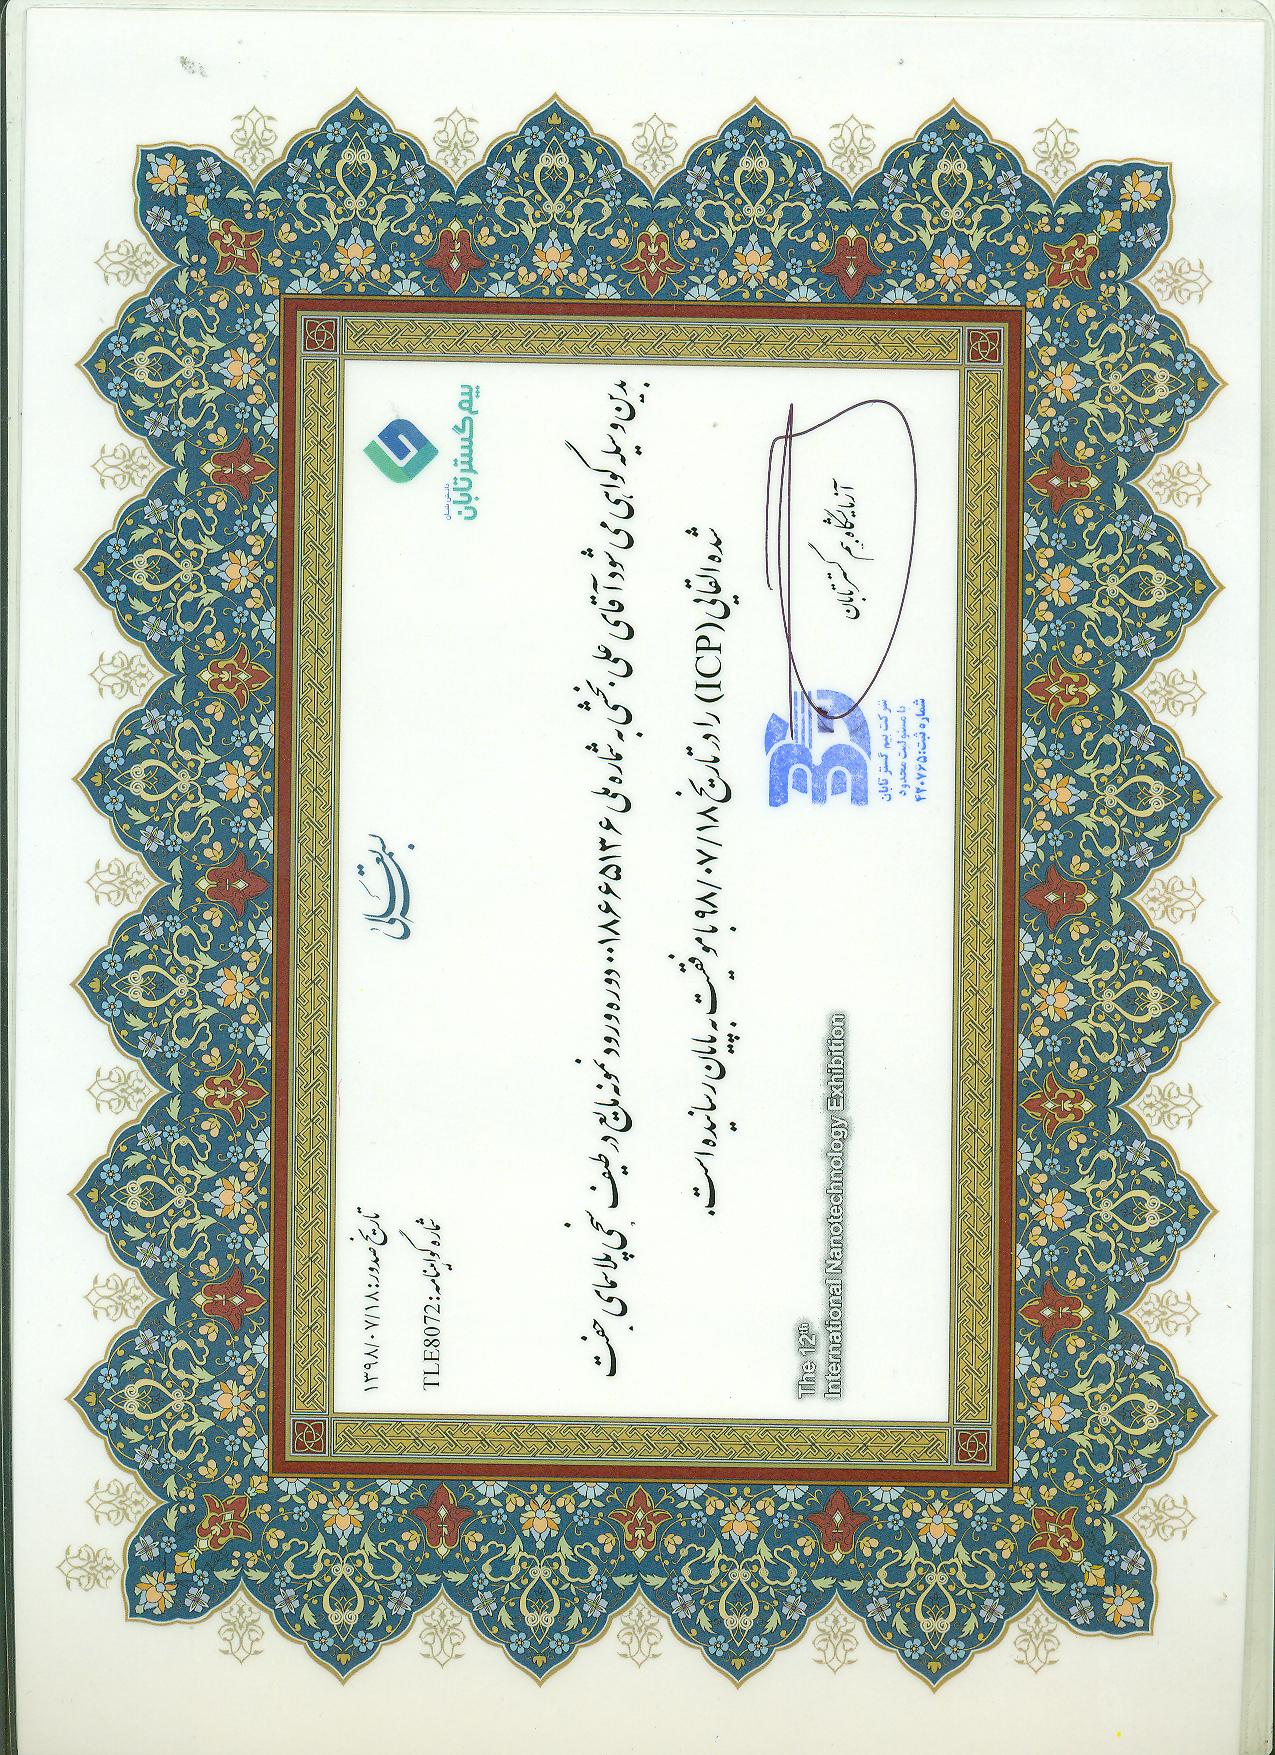 بسمه تعالی
تاریخ صدور: ۱۳۹۸/۰۷/۱۸
شماره گواهینامه: TLE8072
دانش بنیان
بیم گستر تابان
بدین وسیله گواهی می شود آقای علی بخشی به شماره ملی ۰۰۱۸۶۶۵۱۳۶ دوره ورود نمونه مایع در طیف سنجی پلاسمای جفت
شده القایی (ICP) را در تاریخ ۹۸/۰۷/۱۸ با موفقیت به پایان رسانیده است.
The 12th
International Nanotechnology Exhibition
آزمایشگاه بیم گستر تابان
شرکت بیم گستر تابان
با مسئولیت محدود
شماره ثبت: ۴۲۰۷۶۵